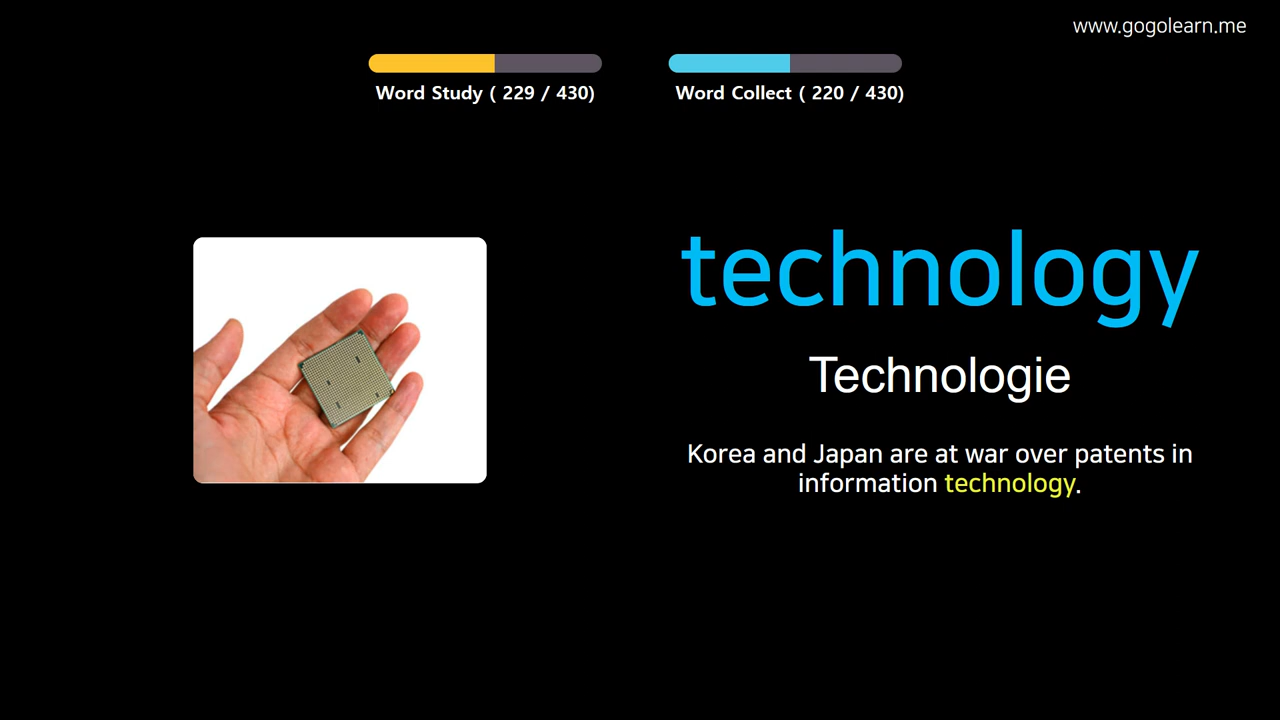 www.gogolearn.me
Word Study ( 229 / 430)
Word Collect ( 220 / 430)
technology
Technologie
Korea and Japan are at war over patents in
information technology.